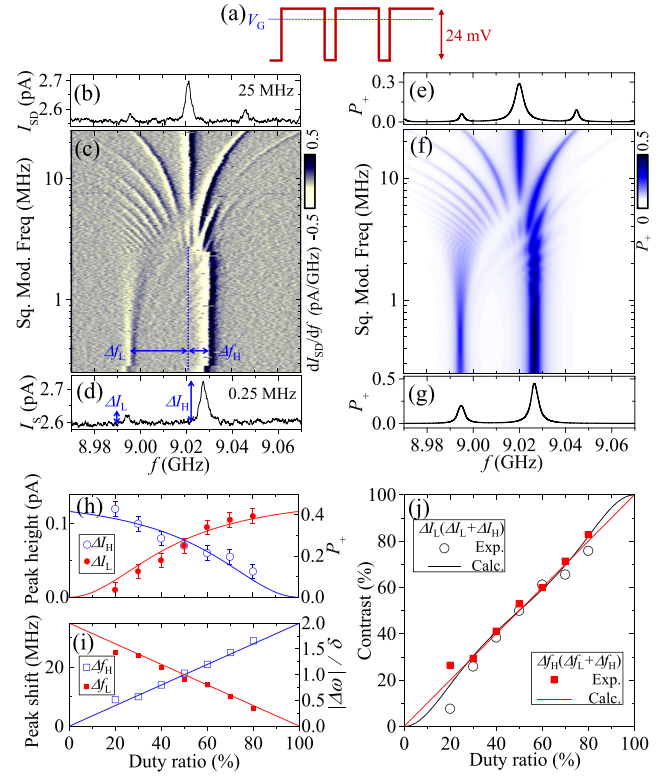 (a)
V_G
24 mV
(b)
25 MHz
I_SD (pA)
2.7
2.6
(c)
Sq. Mod. Freq (MHz)
10
1
Δf_L
Δf_H
0.5
-0.5
dI_SD/df (pA/GHz)
(d)
0.25 MHz
I_S (pA)
2.7
2.6
ΔI_L
ΔI_H
8.98 9.00 9.02 9.04 9.06
f (GHz)
(e)
P_+
0.3
0.0
(f)
Sq. Mod. Freq (MHz)
10
1
0.5
0
P_+
(g)
P_+
0.5
0.0
8.98 9.00 9.02 9.04 9.06
f (GHz)
(h)
Peak height (pA)
0.1
0.0
ΔI_H
ΔI_L
0.4
0.2
0.0
P_+
(i)
Peak shift (MHz)
20
0
Δf_H
Δf_L
2.0
1.5
1.0
0.5
0.0
|Δω| / δ
0 20 40 60 80 100
Duty ratio (%)
(j)
Contrast (%)
100
80
60
40
20
0
ΔI_L(ΔI_L+ΔI_H)
Exp.
Calc.
Δf_H(Δf_L+Δf_H)
Exp.
Calc.
0 20 40 60 80 100
Duty ratio (%)